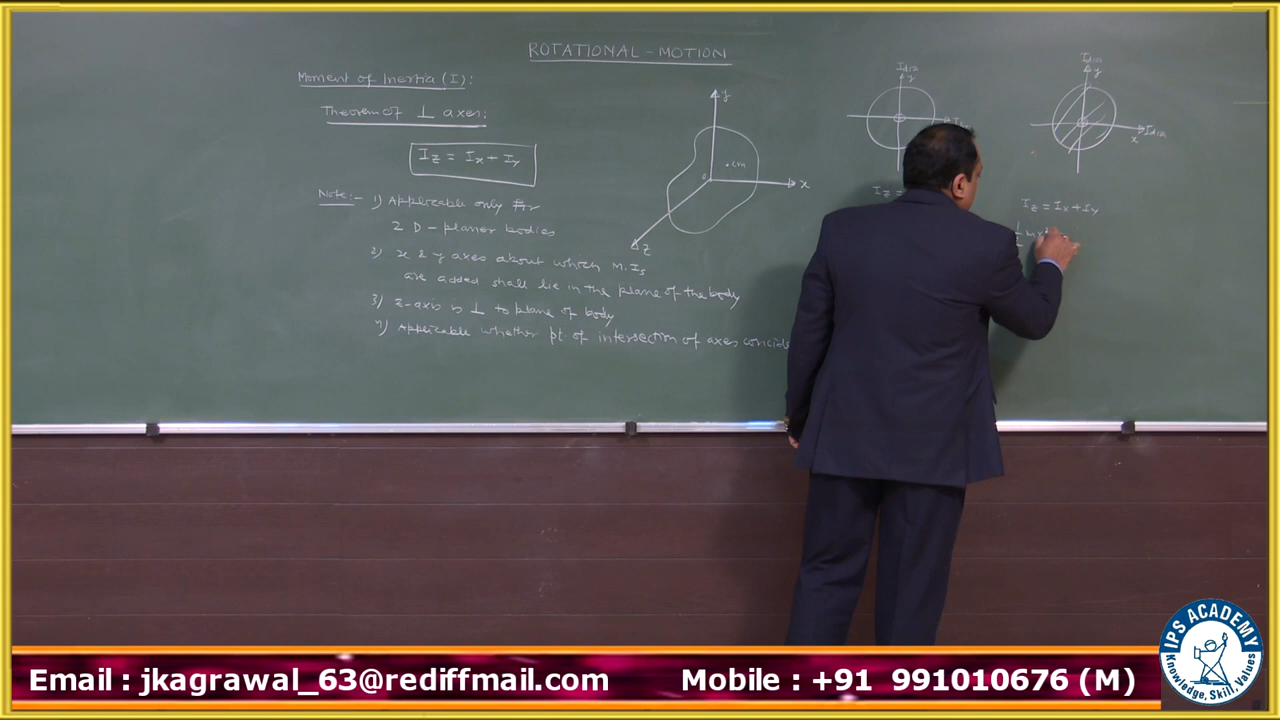 ROTATIONAL - MOTION
Moment of Inertia (I):
Theorem of ⊥ axes:
Iz = Ix + Iy
Note:- 1) Applicable only for
2 D - planer bodies
2) x & y axes about which M.Is
are added shall lie in the plane of the body
3) z-axis is ⊥ to plane of body
4) Applicable whether pt of intersection of axes concide
y
cm
o
x
z
Idia
y
Iz =
Idia
y
Idia
x
Iz = Ix + Iy
IPS ACADEMY
Knowledge, Skill, Values
Email : jkagrawal_63@rediffmail.com
Mobile : +91 991010676 (M)